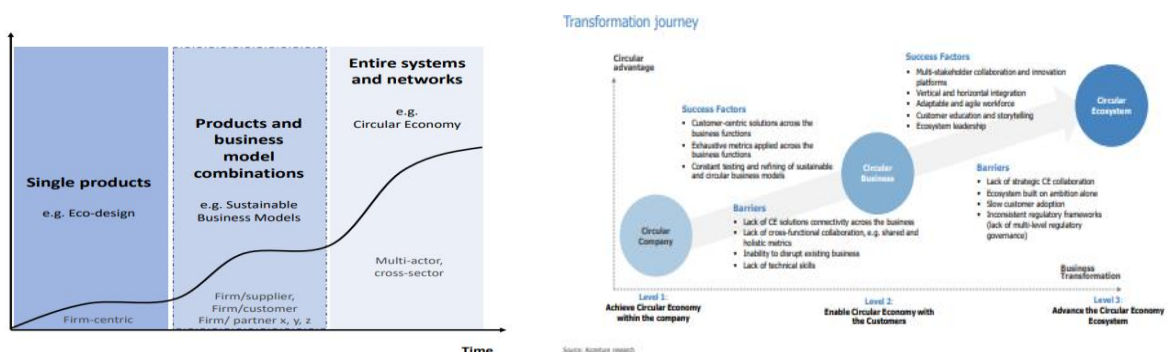 Single products
e.g. Eco-design
Firm-centric
Products and
business
model
combinations
e.g. Sustainable
Business Models
Firm/supplier,
Firm/customer
Firm/ partner x, y, z
Entire systems
and networks
e.g.
Circular Economy
Multi-actor,
cross-sector
Time
Transformation journey
Circular
advantage
Success Factors
• Customer-centric solutions across the
business functions
• Exhaustive metrics applied across the
business functions
• Constant testing and refining of sustainable
and circular business models
Success Factors
• Multi-stakeholder collaboration and innovation
platforms
• Vertical and horizontal integration
• Adaptable and agile workforce
• Customer education and storytelling
• Ecosystem leadership
Circular
Ecosystem
Circular
Business
Circular
Company
Barriers
• Lack of CE solutions connectivity across the business
• Lack of cross-functional collaboration, e.g. shared and
holistic metrics
• Inability to disrupt existing business
• Lack of technical skills
Barriers
• Lack of strategic CE collaboration
• Ecosystem built on ambition alone
• Slow customer adoption
• Inconsistent regulatory frameworks
(lack of multi-level regulatory
governance)
Business
Transformation
Level 1:
Achieve Circular Economy
within the company
Level 2:
Enable Circular Economy with
the Customers
Level 3:
Advance the Circular Economy
Ecosystem
Source: Accenture research